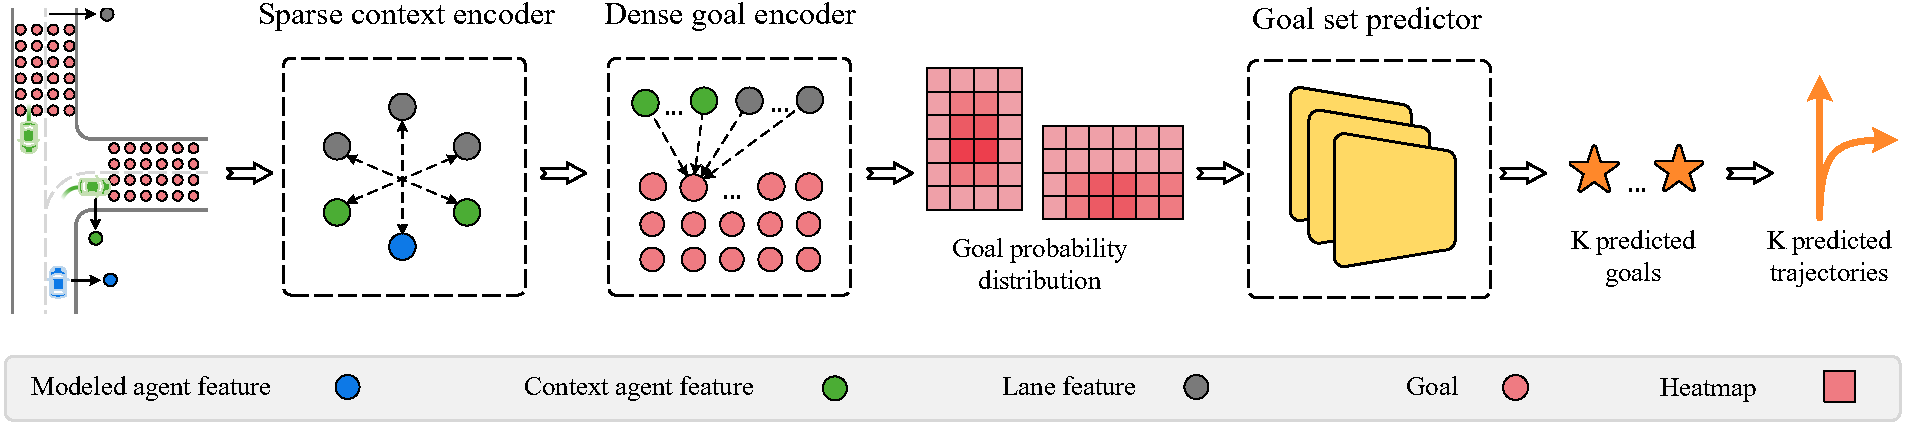 Sparse context encoder
Dense goal encoder
Goal set predictor
...
...
...
...
Goal probability
distribution
K predicted
goals
K predicted
trajectories
Modeled agent feature
Context agent feature
Lane feature
Goal
Heatmap